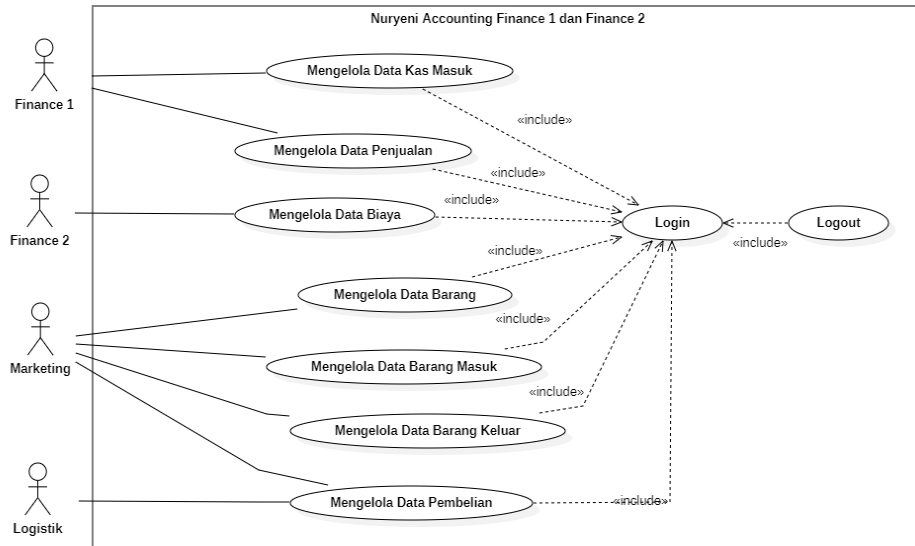 Nuryeni Accounting Finance 1 dan Finance 2
Finance 1
Mengelola Data Kas Masuk
«include»
Mengelola Data Penjualan
«include»
Finance 2
Mengelola Data Biaya
«include»
Login
«include»
Logout
«include»
Marketing
Mengelola Data Barang
«include»
Mengelola Data Barang Masuk
«include»
Mengelola Data Barang Keluar
Logistik
Mengelola Data Pembelian
«include»